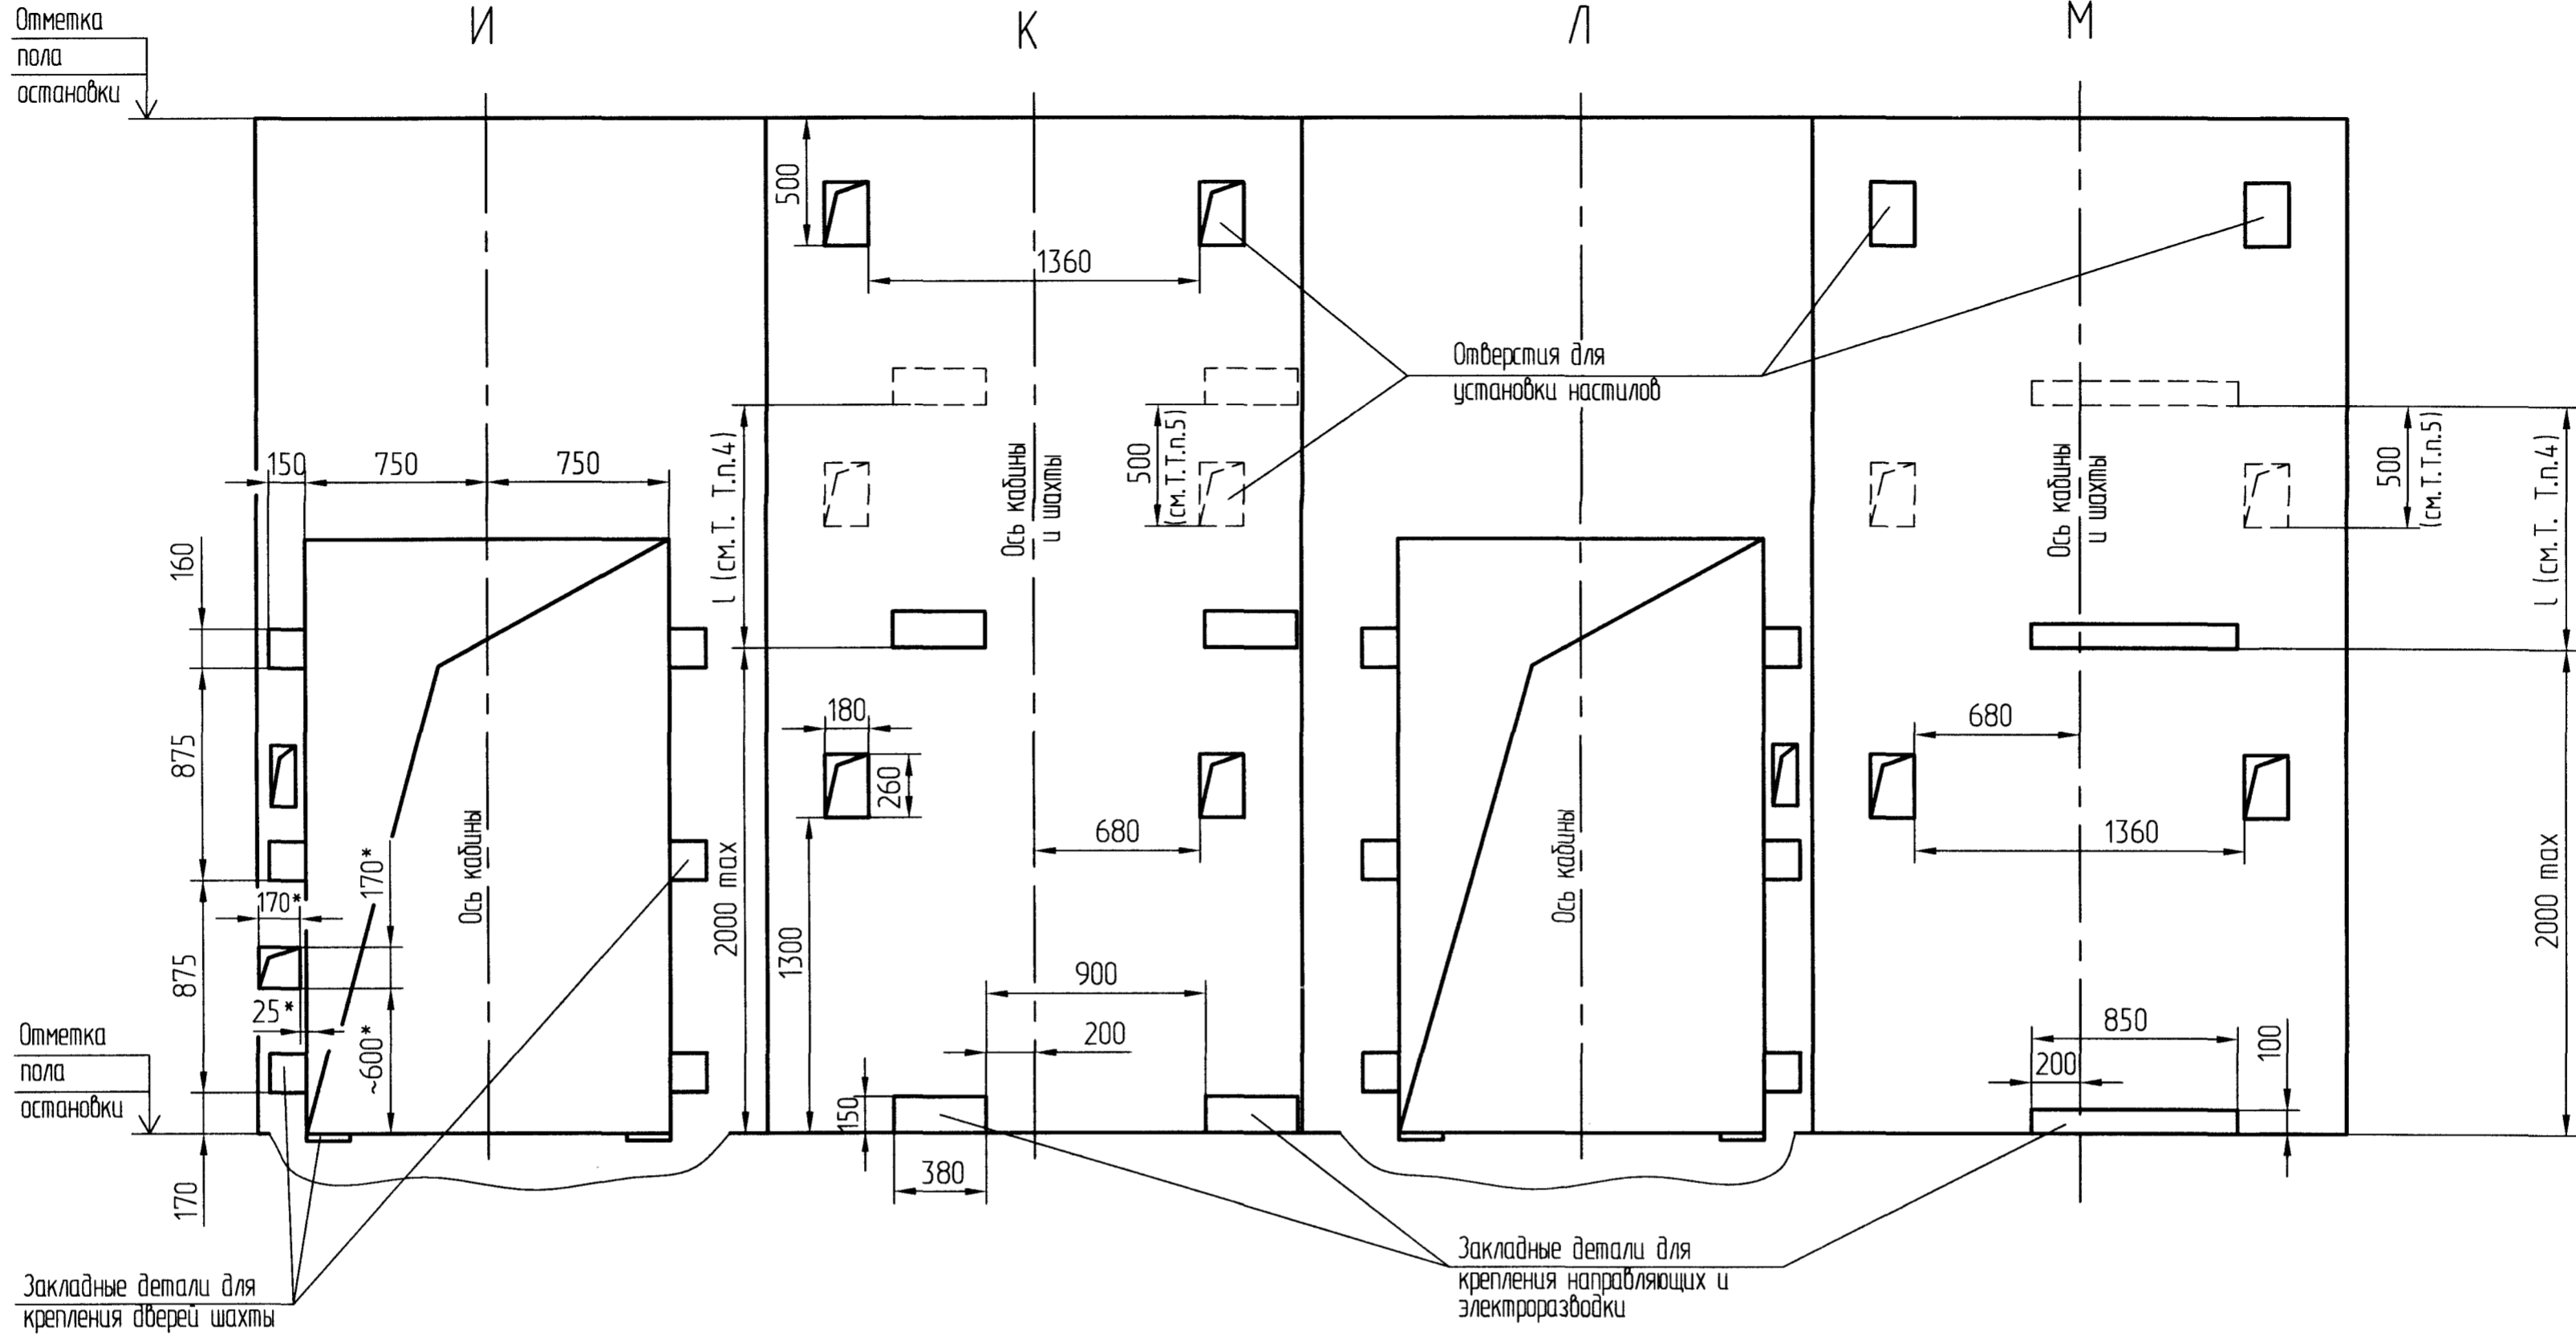 И
К
Л
М
Отметка
пола
остановки
500
1360
Отверстия для
установки настилов
150
750
750
160
875
875
170
170*
170*
25*
~600*
Ось кабины
l (см.Т. Т.п.4)
2000 max
Ось кабины
и шахты
500
(см.Т.Т.п.5)
180
260
680
1300
900
200
150
380
Ось кабины
Ось кабины
и шахты
500
(см.Т.Т.п.5)
l (см.Т. Т.п.4)
680
1360
2000 max
850
200
100
Отметка
пола
остановки
Закладные детали для
крепления дверей шахты
Закладные детали для
крепления направляющих и
электроразводки